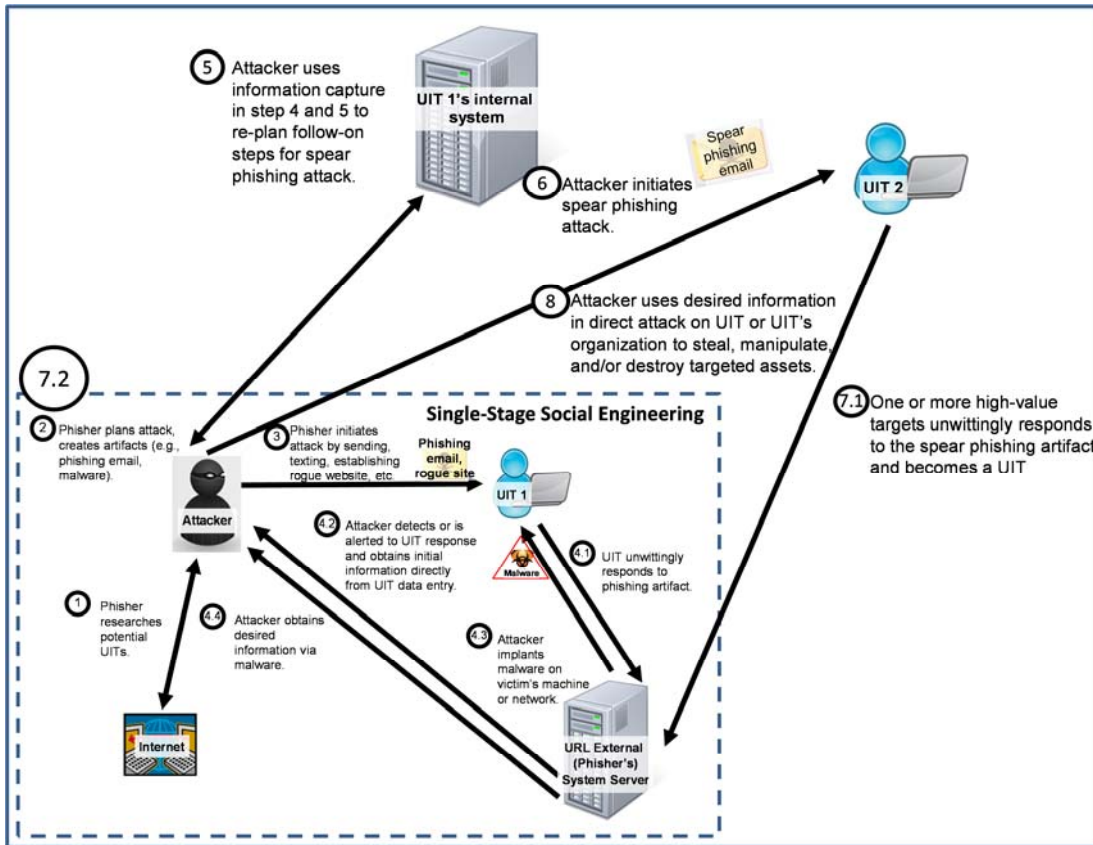 5
Attacker uses
information capture
in step 4 and 5 to
re-plan follow-on
steps for spear
phishing attack.
UIT 1's internal
system
Spear
phishing
email
UIT 2
6
Attacker initiates
spear phishing
attack.
8
Attacker uses desired information
in direct attack on UIT or UIT's
organization to steal, manipulate,
and/or destroy targeted assets.
7.1
One or more high-value
targets unwittingly responds
to the spear phishing artifact
and becomes a UIT
7.2
Single-Stage Social Engineering
2
Phisher plans attack,
creates artifacts (e.g.,
phishing email,
malware).
Attacker
3
Phisher initiates
attack by sending,
texting, establishing
rogue website, etc
Phishing
email,
rogue site
UIT 1
4.2
Attacker detects or is
alerted to UIT response
and obtains initial
information directly
from UIT data entry.
Malware
4.1
UIT unwittingly
responds to
phishing artifact.
1
Phisher
researches
potential
UITs.
4.4
Attacker obtains
desired
information via
malware.
4.3
Attacker
implants
malware on
victim's machine
or network.
Internet
URL External
(Phisher's)
System Server